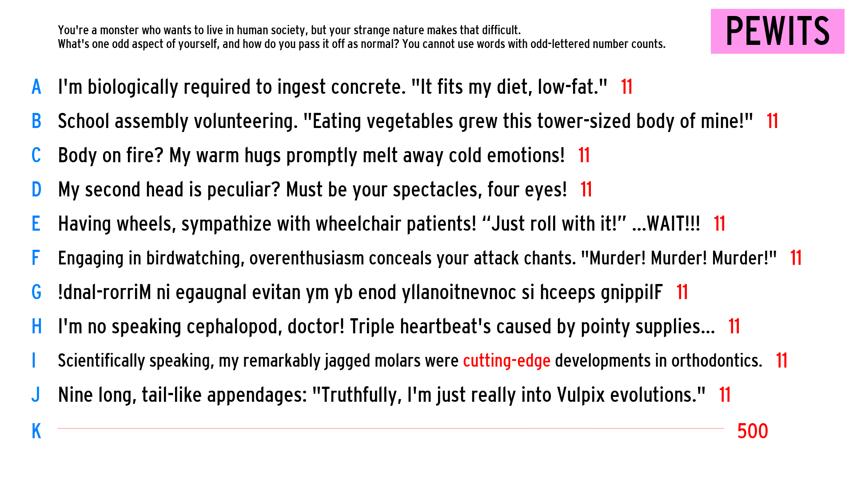 You're a monster who wants to live in human society, but your strange nature makes that difficult.
What's one odd aspect of yourself, and how do you pass it off as normal? You cannot use words with odd-lettered number counts.
PEWITS
A I'm biologically required to ingest concrete. "It fits my diet, low-fat." 11
B School assembly volunteering. "Eating vegetables grew this tower-sized body of mine!" 11
C Body on fire? My warm hugs promptly melt away cold emotions! 11
D My second head is peculiar? Must be your spectacles, four eyes! 11
E Having wheels, sympathize with wheelchair patients! “Just roll with it!” ...WAIT!!! 11
F Engaging in birdwatching, overenthusiasm conceals your attack chants. "Murder! Murder! Murder!" 11
G !dnal-rorriM ni egaugnal evitan ym yb enod yllanoitnevnoc si hceeps gnippilF 11
H I'm no speaking cephalopod, doctor! Triple heartbeat's caused by pointy supplies... 11
I Scientifically speaking, my remarkably jagged molars were cutting-edge developments in orthodontics. 11
J Nine long, tail-like appendages: "Truthfully, I'm just really into Vulpix evolutions." 11
K 500